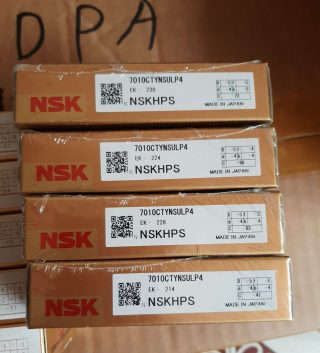 DPA
NSK
7010CTYNSULP4
EK- 230
NSKHPS
MADE IN JAPAN
NSK
7010CTYNSULP4
EK- 224
NSKHPS
MADE IN JAPAN
NSK
7010CTYNSULP4
EK- 228
NSKHPS
MADE IN JAPAN
NSK
7010CTYNSULP4
EK- 214
NSKHPS
MADE IN JAPAN